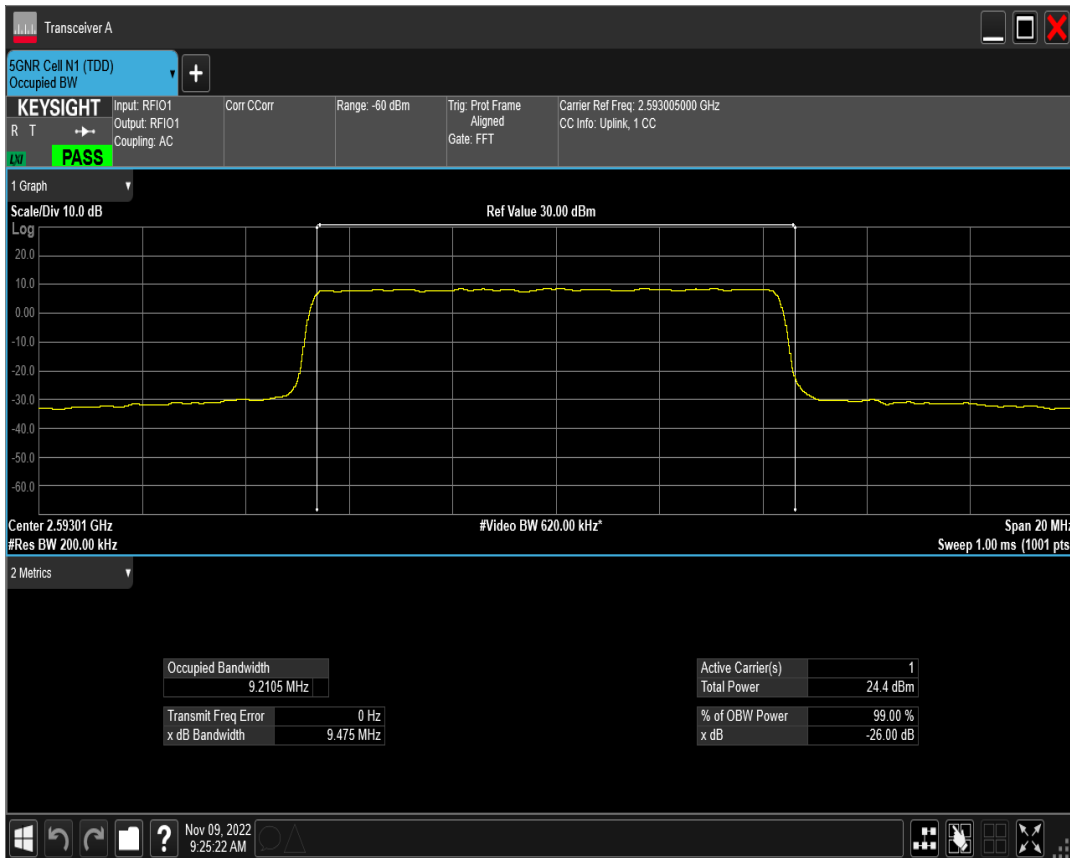 Transceiver A
5GNR Cell N1 (TDD)
Occupied BW
+
KEYSIGHT
R T
LXI
PASS
Input: RFIO1
Output: RFIO1
Coupling: AC
Corr CCorr
Range: -60 dBm
Trig: Prot Frame
Aligned
Gate: FFT
Carrier Ref Freq: 2.593005000 GHz
CC Info: Uplink, 1 CC
1 Graph
Scale/Div 10.0 dB
Ref Value 30.00 dBm
Log
20.0
10.0
0.00
-10.0
-20.0
-30.0
-40.0
-50.0
-60.0
Center 2.59301 GHz
#Video BW 620.00 kHz*
Span 20 MHz
#Res BW 200.00 kHz
Sweep 1.00 ms (1001 pts
2 Metrics
Occupied Bandwidth
9.2105 MHz
Transmit Freq Error 0 Hz
x dB Bandwidth 9.475 MHz
Active Carrier(s) 1
Total Power 24.4 dBm
% of OBW Power 99.00 %
x dB -26.00 dB
?
Nov 09, 2022
9:25:22 AM